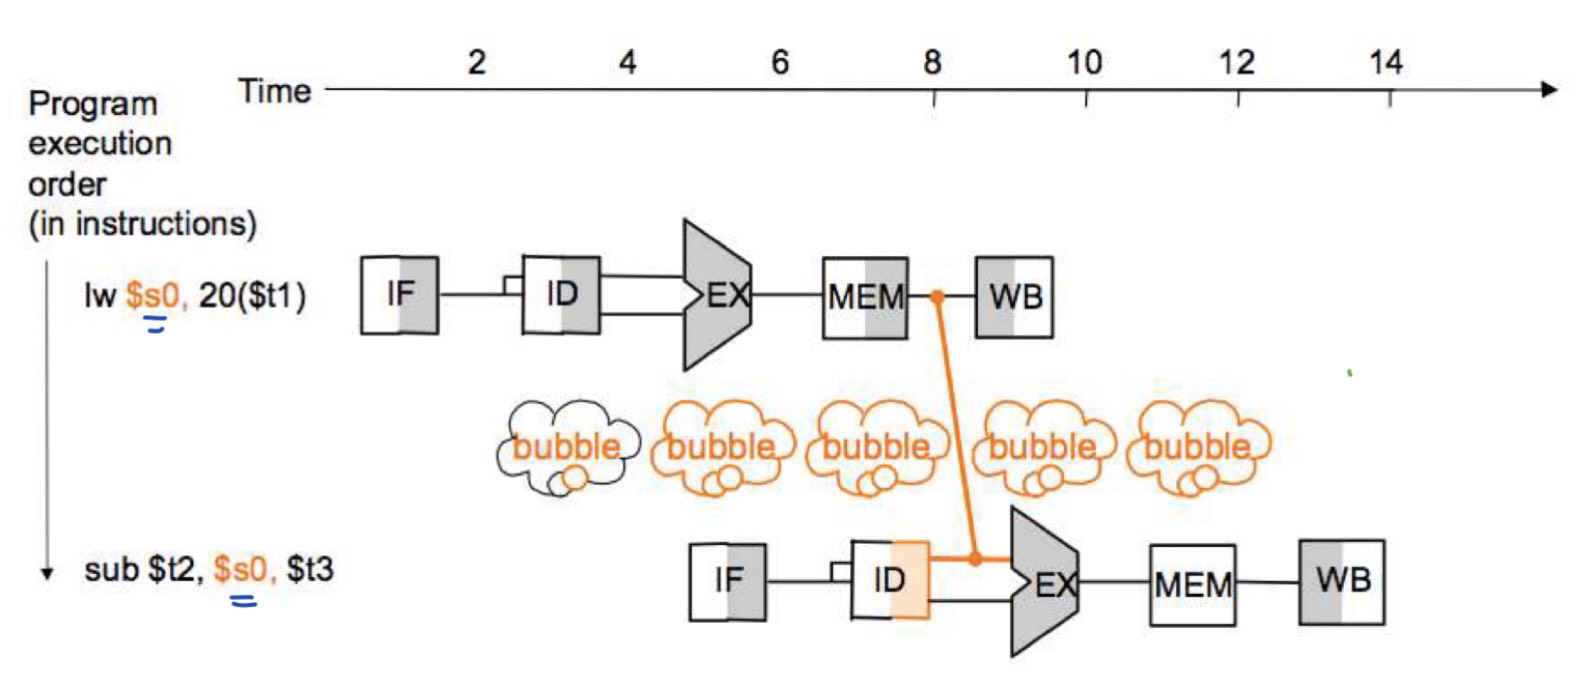 2 4 6 8 10 12 14
Time
Program
execution
order
(in instructions)
lw $s0, 20($t1)
IF ID EX MEM WB
bubble bubble bubble bubble bubble
sub $t2, $s0, $t3
IF ID EX MEM WB